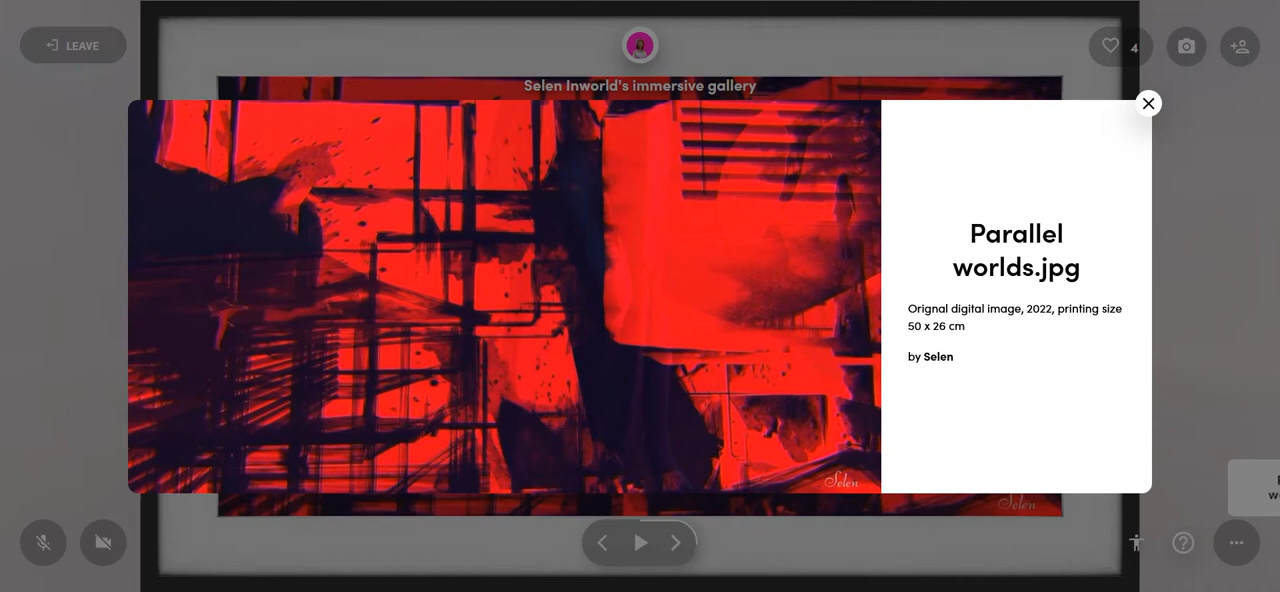 LEAVE
4
Selen Inworld's immersive gallery
Parallel
worlds.jpg
Orignal digital image, 2022, printing size
50 x 26 cm
by Selen
Selen
Selen